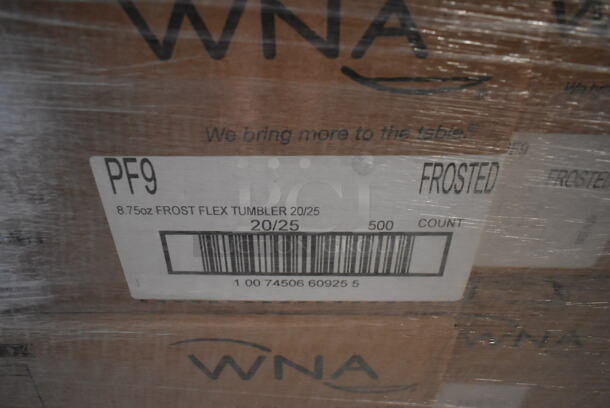 WNA
We bring more to the table.®
PF9
FROSTED
8.75oz FROST FLEX TUMBLER 20/25
20/25 500 COUNT
1 00 74506 60925 5
WNA
WNA